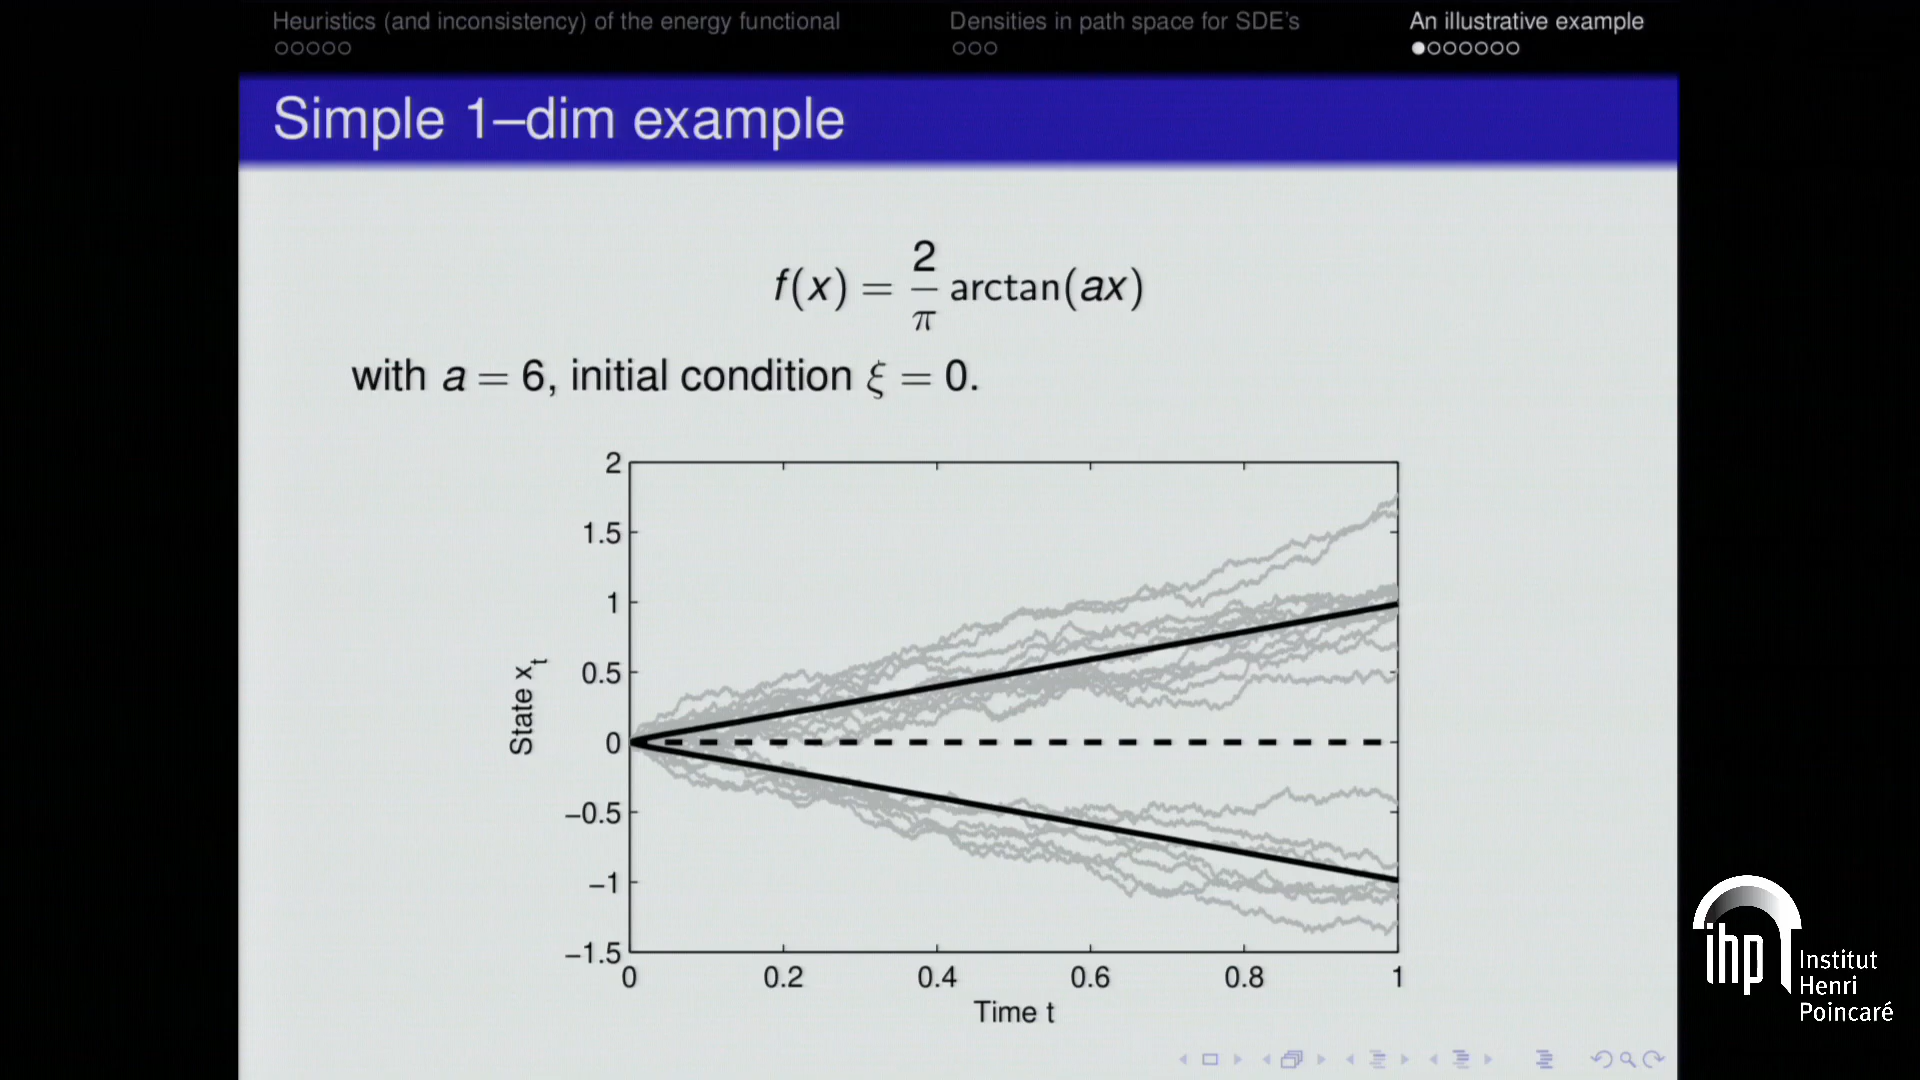 Heuristics (and inconsistency) of the energy functional
Densities in path space for SDE's
An illustrative example
Simple 1–dim example
f(x) = 2/π arctan(ax)
with a = 6, initial condition ξ = 0.
2
1.5
1
0.5
0
−0.5
−1
−1.5
State x_t
0 0.2 0.4 0.6 0.8 1
Time t
ihp Institut
Henri
Poincaré